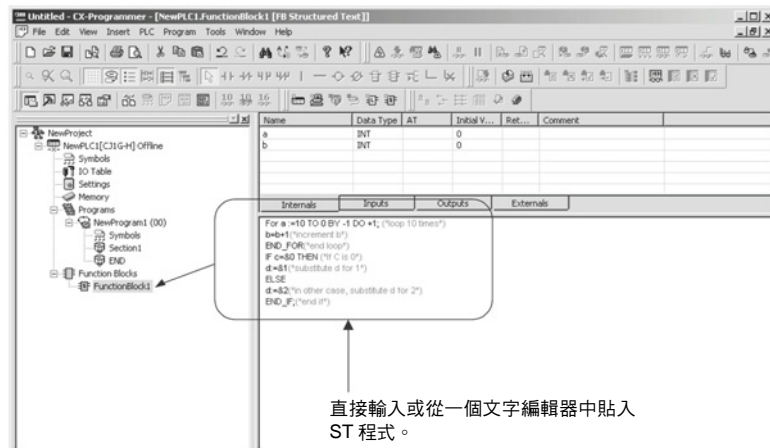 Untitled - CX-Programmer - [NewPLC1.FunctionBlock1 [FB Structured Text]]
File Edit View Insert PLC Program Tools Window Help
10 10 16
NewProject
NewPLC1[CJ1G-H] Offline
Symbols
IO Table
Settings
Memory
Programs
NewProgram1 (00)
Symbols
Section1
END
Function Blocks
FunctionBlock1
Name Data Type AT Initial V... Ret... Comment
a INT 0
b INT 0
Internals Inputs Outputs Externals
For a :=10 TO 0 BY -1 DO +1; (*loop 10 times*)
b=b+1(*increment b*)
END_FOR(*end loop*)
IF c=&0 THEN (*If C is 0*)
d:=&1(*substitute d for 1*)
ELSE
d:=&2(*in other case, substitute d for 2*)
END_IF;(*end if*)
直接輸入或從一個文字編輯器中貼入
ST 程式。